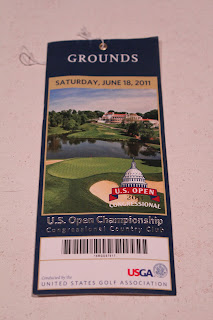 GROUNDS
SATURDAY, JUNE 18, 2011
U.S. OPEN
CONGRESSIONAL
U.S. Open Championship
Congressional Country Club
Conducted by the
USGA
UNITED STATES GOLF ASSOCIATION